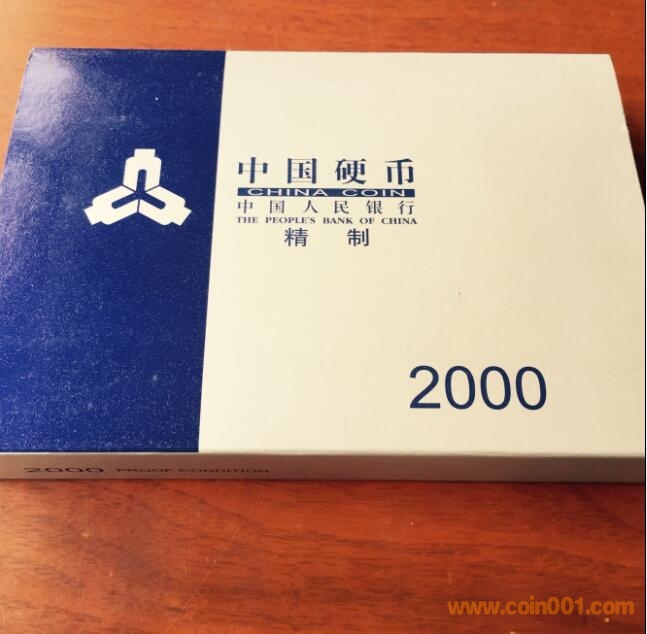 中国硬币
CHINA COIN
中国人民银行
THE PEOPLE'S BANK OF CHINA
精 制
2000
2000 PROOF CONDITION
www.coin001.com